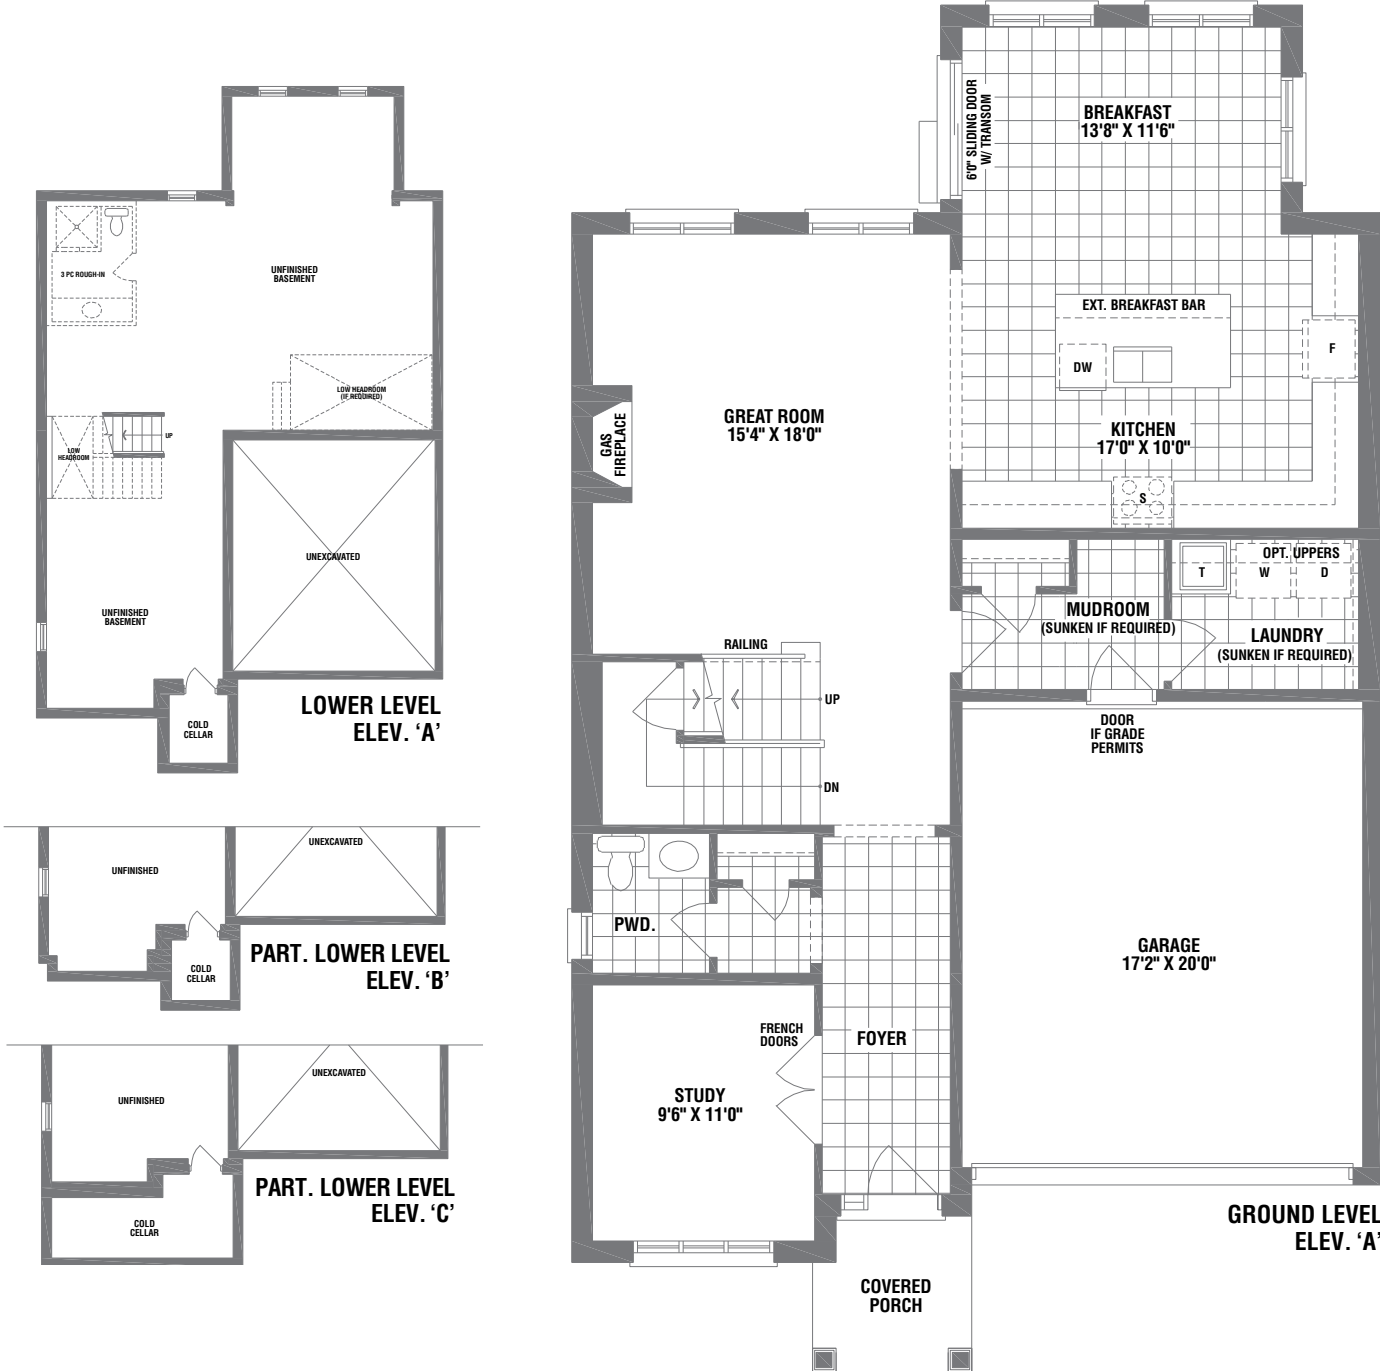 3 PC ROUGH-IN
UNFINISHED
BASEMENT
LOW HEADROOM
(IF REQUIRED)
UP
LOW
HEADROOM
UNEXCAVATED
UNFINISHED
BASEMENT
COLD
CELLAR
LOWER LEVEL
ELEV. ‘A’
UNFINISHED
UNEXCAVATED
COLD
CELLAR
PART. LOWER LEVEL
ELEV. ‘B’
UNFINISHED
UNEXCAVATED
COLD
CELLAR
PART. LOWER LEVEL
ELEV. ‘C’
6'0" SLIDING DOOR
W/ TRANSOM
BREAKFAST
13'8" X 11'6"
EXT. BREAKFAST BAR
DW
F
KITCHEN
17'0" X 10'0"
S
GREAT ROOM
15'4" X 18'0"
GAS
FIREPLACE
OPT. UPPERS
T
W
D
MUDROOM
(SUNKEN IF REQUIRED)
LAUNDRY
(SUNKEN IF REQUIRED)
RAILING
UP
DN
DOOR
IF GRADE
PERMITS
PWD.
GARAGE
17'2" X 20'0"
FRENCH
DOORS
FOYER
STUDY
9'6" X 11'0"
COVERED
PORCH
GROUND LEVEL
ELEV. ‘A’